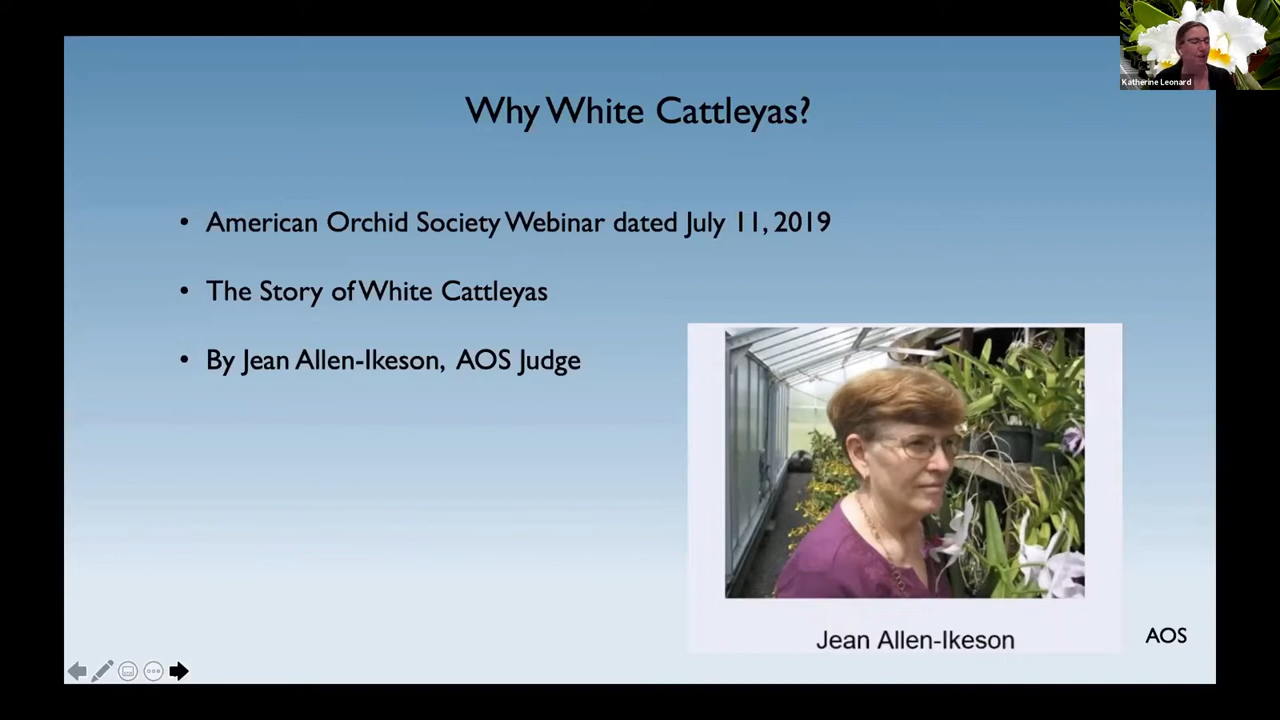 Katherine Leonard
Why White Cattleyas?
• American Orchid Society Webinar dated July 11, 2019
• The Story of White Cattleyas
• By Jean Allen-Ikeson, AOS Judge
Jean Allen-Ikeson
AOS